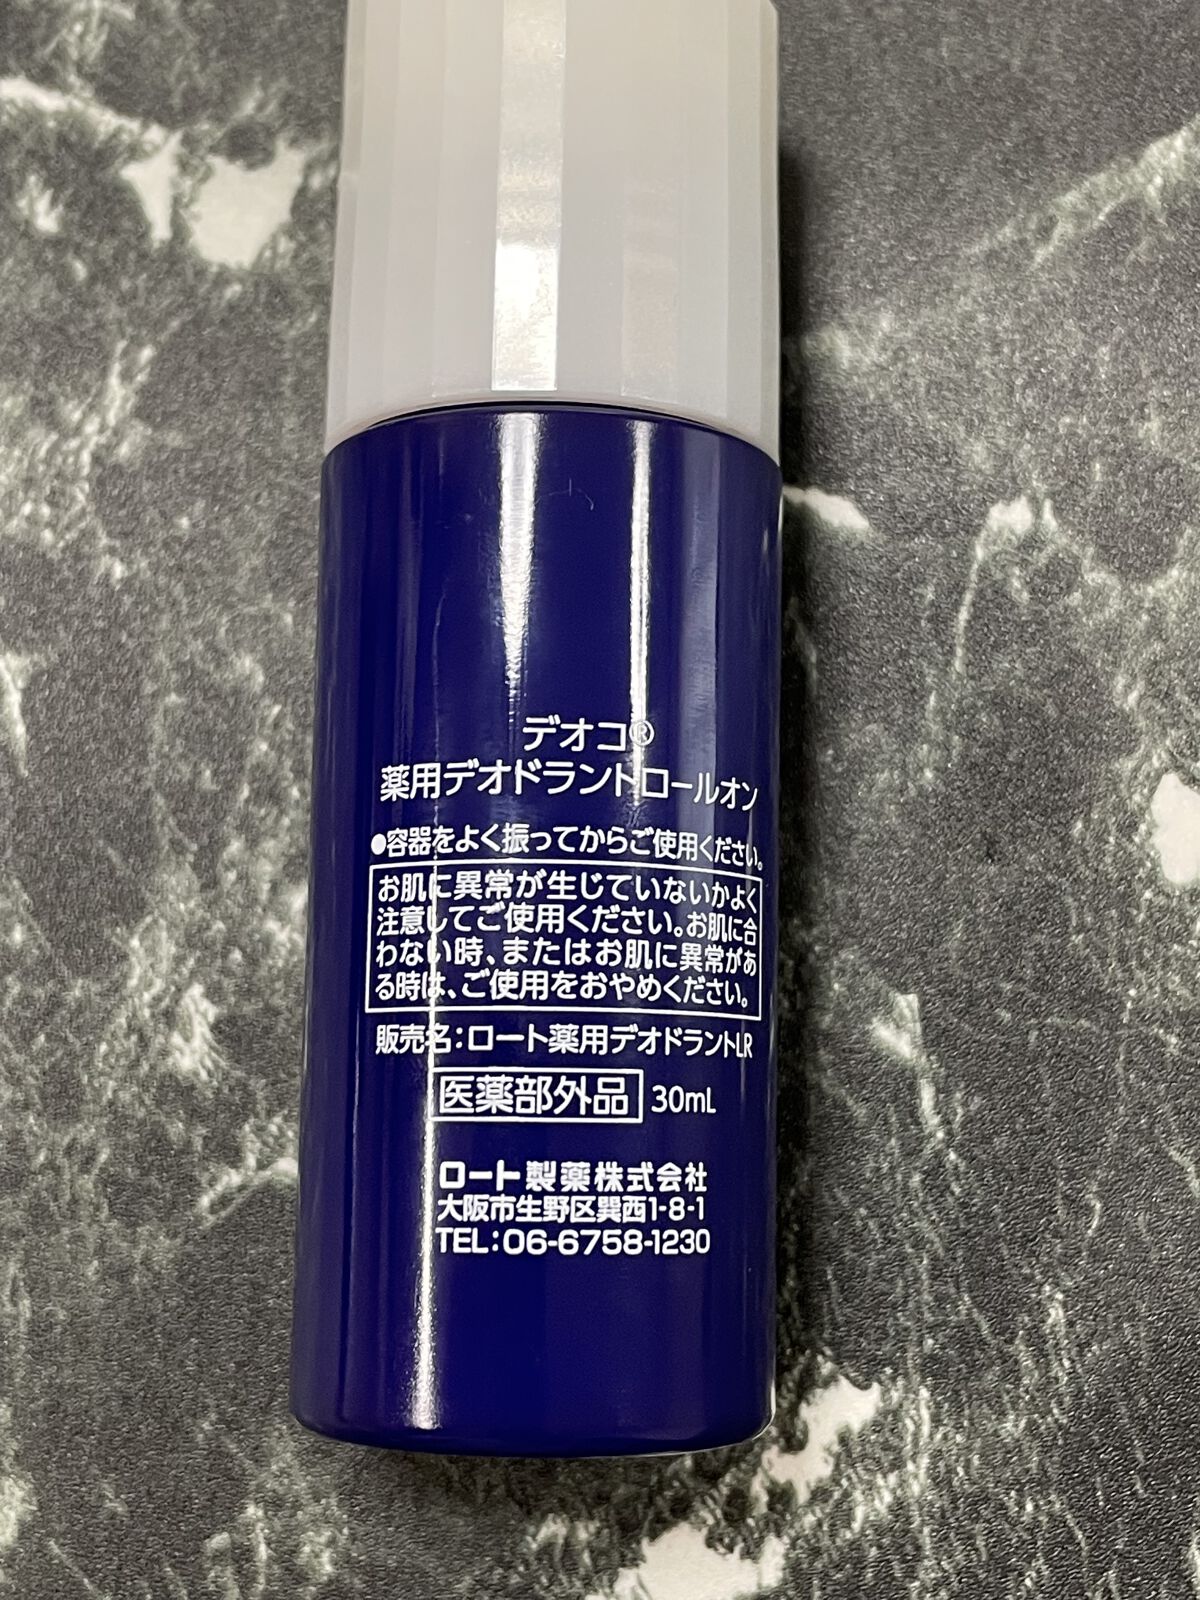 デオコ®
薬用デオドラントロールオン
●容器をよく振ってからご使用ください。
お肌に異常が生じていないかよく
注意してご使用ください。お肌に合
わない時、またはお肌に異常があ
る時は、ご使用をおやめください。
販売名：ロート薬用デオドラントLR
医薬部外品 30mL
ロート製薬株式会社
大阪市生野区巽西1-8-1
TEL：06-6758-1230